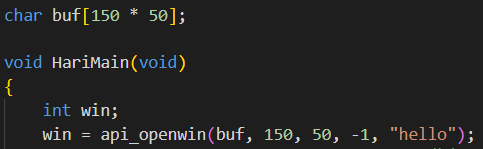 char buf[150 * 50];
void HariMain(void)
{
int win;
win = api_openwin(buf, 150, 50, -1, "hello");